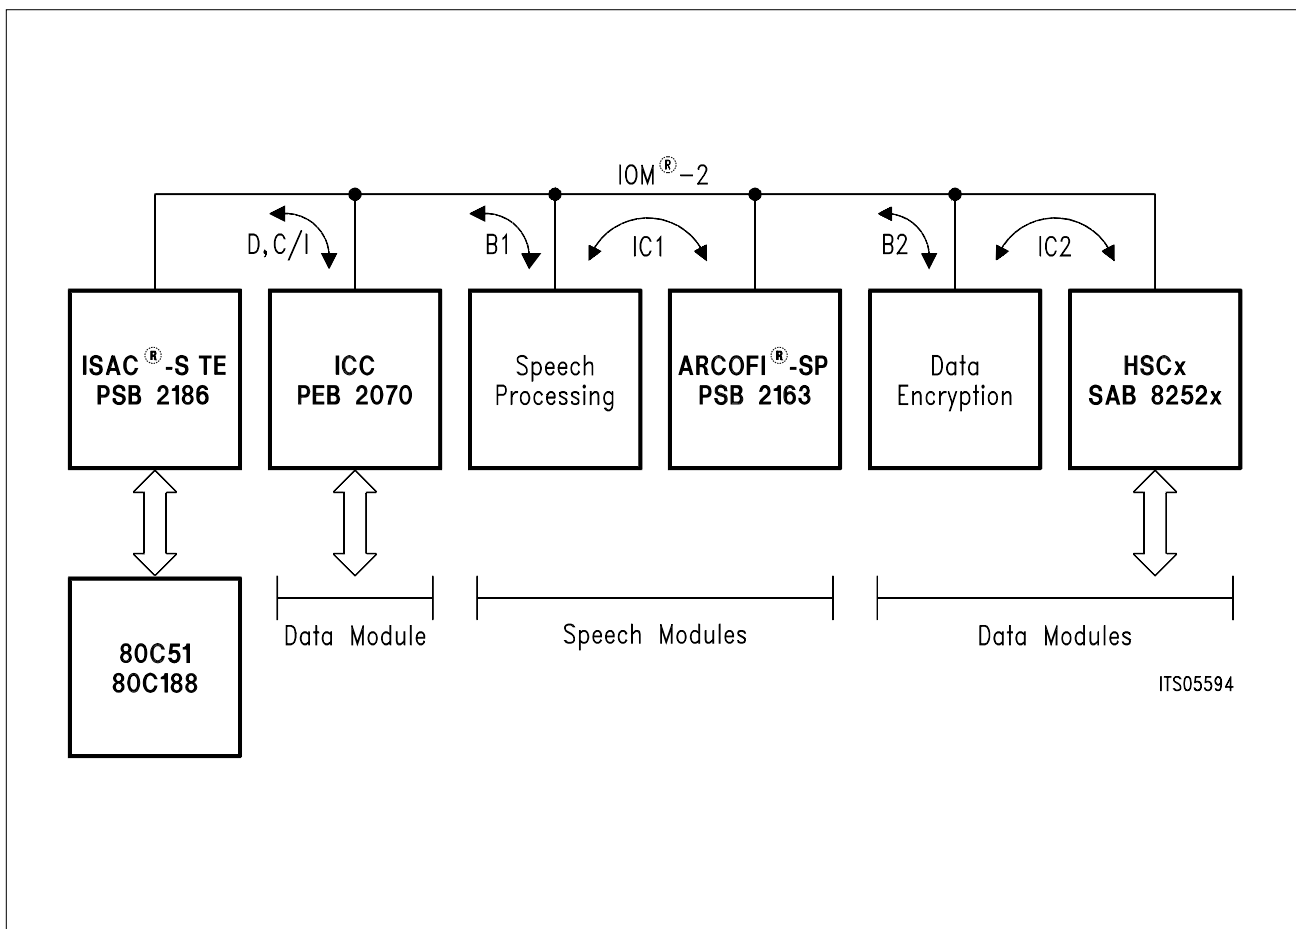 IOM®-2
D, C/I
B1
IC1
B2
IC2
ISAC®-S TE
PSB 2186
ICC
PEB 2070
Speech
Processing
ARCOFI®-SP
PSB 2163
Data
Encryption
HSCx
SAB 8252x
80C51
80C188
Data Module
Speech Modules
Data Modules
ITS05594